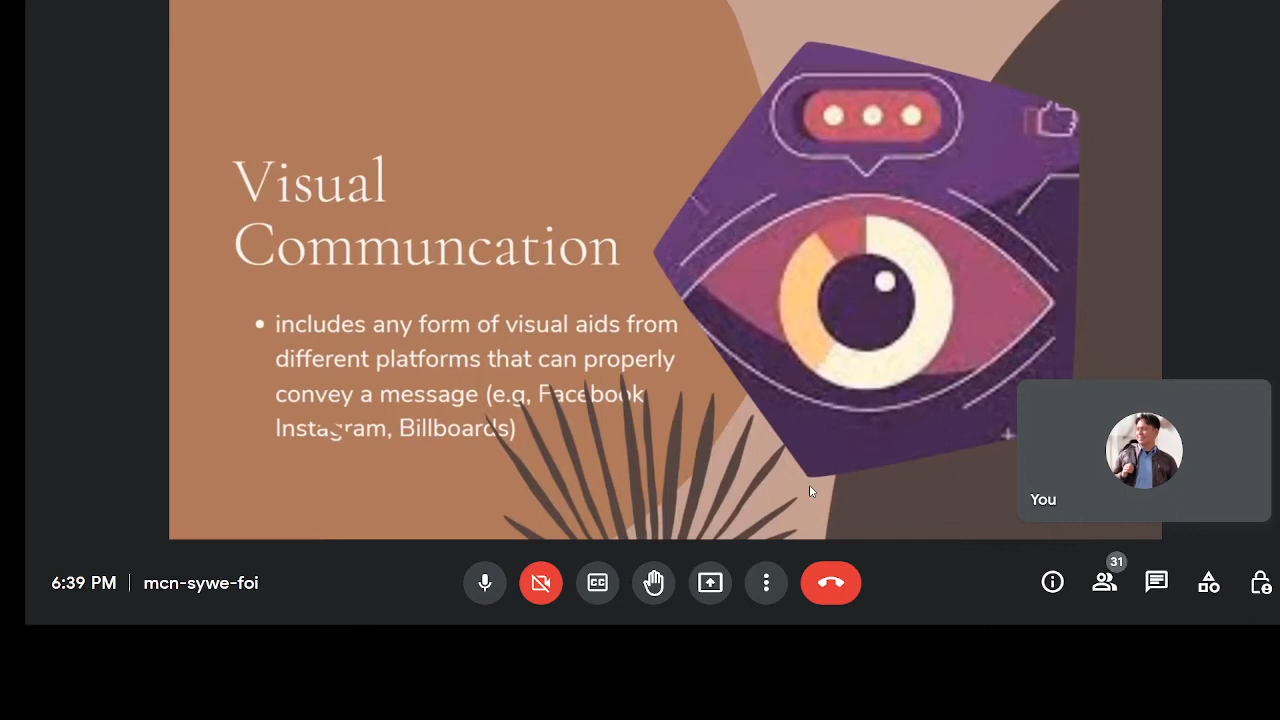 Visual
Communcation
includes any form of visual aids from
different platforms that can properly
convey a message (e.g, Facebook
Instagram, Billboards)
You
6:39 PM
mcn-sywe-foi
CC
31